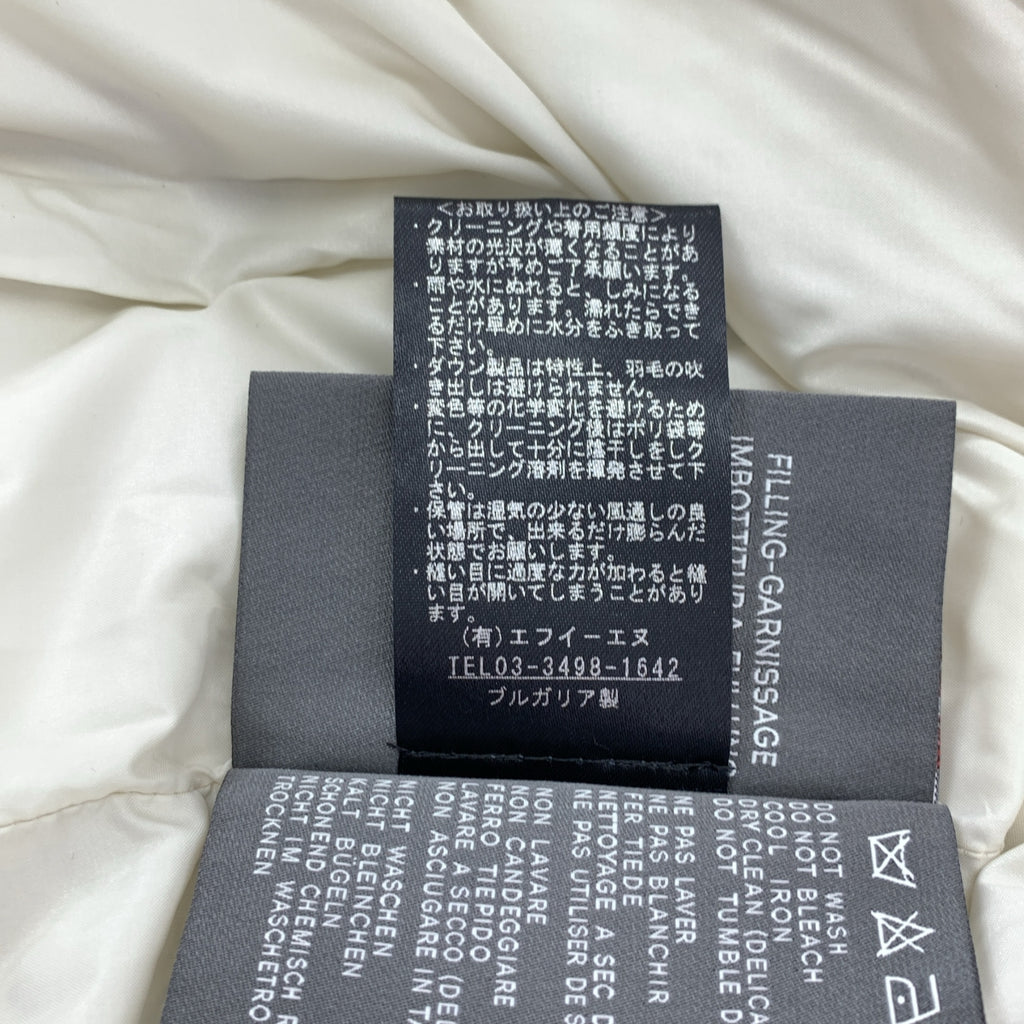 <お取り扱い上のご注意>
・クリーニングや着用頻度により
素材の光沢が薄くなることがあ
りますが予めご了承願います。
・雨や水にぬれると、しみになる
ことがあります。濡れたらでき
るだけ早めに水分をふき取って
下さい。
・ダウン製品は特性上、羽毛の吹
き出しは避けられません。
・変色等の化学変化を避けるため
に、クリーニング後はポリ袋等
から出して十分に陰干しをしク
リーニング溶剤を揮発させて下
さい。
・保管は湿気の少ない風通しの良
い場所で、出来るだけ膨らんだ
状態でお願いします。
・縫い目に過度な力が加わると縫
い目が開いてしまうことがあり
ます。
(有)エフイーエヌ
TEL03-3498-1642
ブルガリア製
FILLING-GARNISSAGE
IMBOTTITURA
DO NOT WASH
DO NOT BLEACH
COOL IRON
DRY CLEAN (DELICA
DO NOT TUMBLE D
NE PAS LAVER
NE PAS BLANCHIR
FER TIEDE
NETTOYAGE A SEC D
NE PAS UTILISER DE S
NON LAVARE
NON CANDEGGIARE
FERRO TIEPIDO
LAVARE A SECCO (DEL
NON ASCIUGARE IN TA
NICHT WASCHEN
NICHT BLEICHEN
KALT BÜGELN
SCHONEND CHEMISCH R
NICHT IM WASCHETRO
TROCKNEN